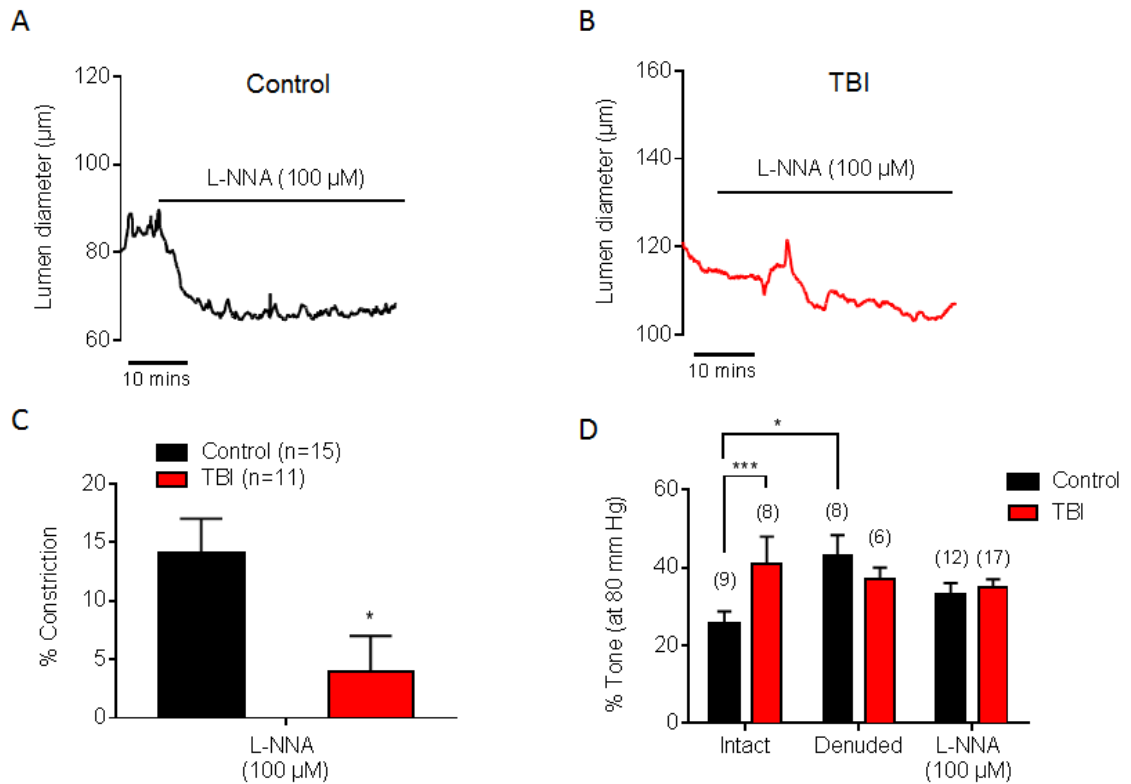 A
Control
120
100
80
60
Lumen diameter (µm)
L-NNA (100 µM)
10 mins
B
TBI
160
140
120
100
Lumen diameter (µm)
L-NNA (100 µM)
10 mins
C
Control (n=15)
TBI (n=11)
20
15
10
5
0
% Constriction
*
L-NNA
(100 µM)
D
Control
TBI
*
***
60
40
20
0
% Tone (at 80 mm Hg)
(9)
(8)
(8)
(6)
(12) (17)
Intact
Denuded
L-NNA
(100 µM)